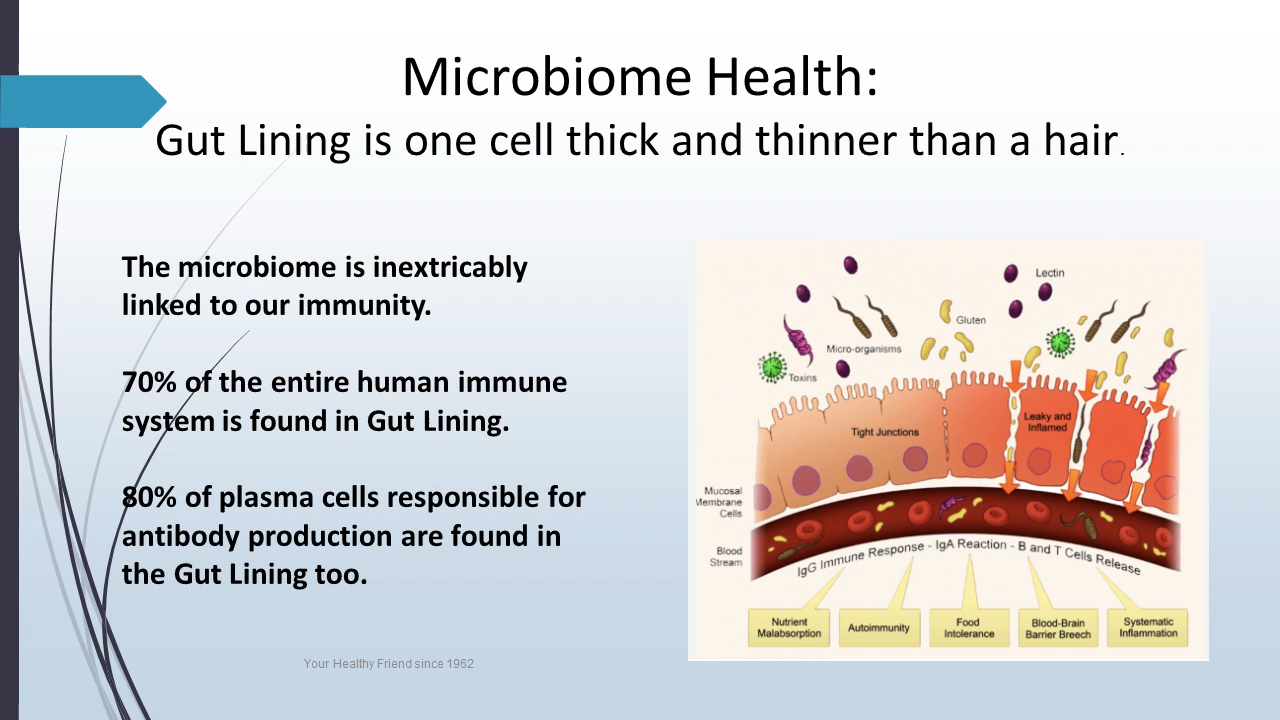 Microbiome Health:
Gut Lining is one cell thick and thinner than a hair.
The microbiome is inextricably
linked to our immunity.
70% of the entire human immune
system is found in Gut Lining.
80% of plasma cells responsible for
antibody production are found in
the Gut Lining too.
Your Healthy Friend since 1962
Lectin
Gluten
Micro-organisms
Toxins
Leaky and
Inflamed
Tight Junctions
Mucosal
Membrane
Cells
Blood
Stream
IgG Immune Response - IgA Reaction - B and T Cells Release
Nutrient
Malabsorption
Autoimmunity
Food
Intolerance
Blood-Brain
Barrier Breech
Systematic
Inflammation